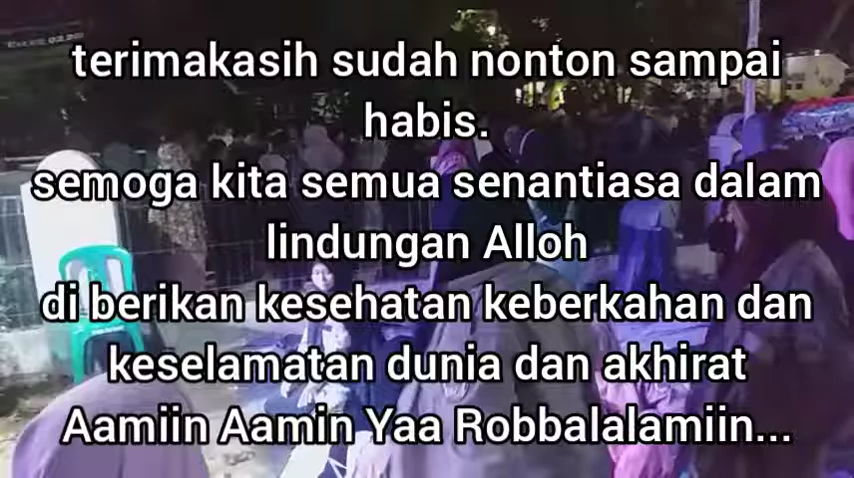 terimakasih sudah nonton sampai
habis.
semoga kita semua senantiasa dalam
lindungan Alloh
di berikan kesehatan keberkahan dan
keselamatan dunia dan akhirat
Aamiin Aamin Yaa Robbalalamiin...